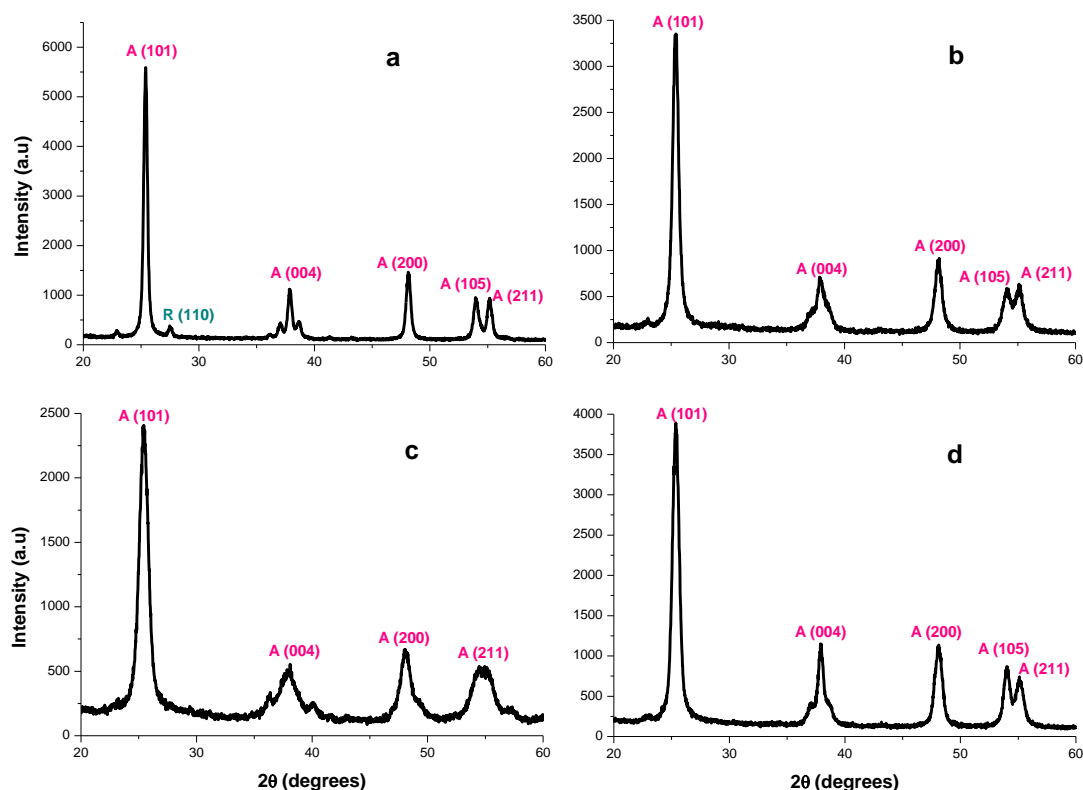 a
A (101)
R (110)
A (004)
A (200)
A (105)
A (211)
Intensity (a.u)
6000
5000
4000
3000
2000
1000
0
20
30
40
50
60
b
A (101)
A (004)
A (200)
A (105)
A (211)
3500
3000
2500
2000
1500
1000
500
0
20
30
40
50
60
c
A (101)
A (004)
A (200)
A (211)
Intensity (a.u)
2500
2000
1500
1000
500
0
20
30
40
50
60
2θ (degrees)
d
A (101)
A (004)
A (200)
A (105)
A (211)
4000
3500
3000
2500
2000
1500
1000
500
0
20
30
40
50
60
2θ (degrees)